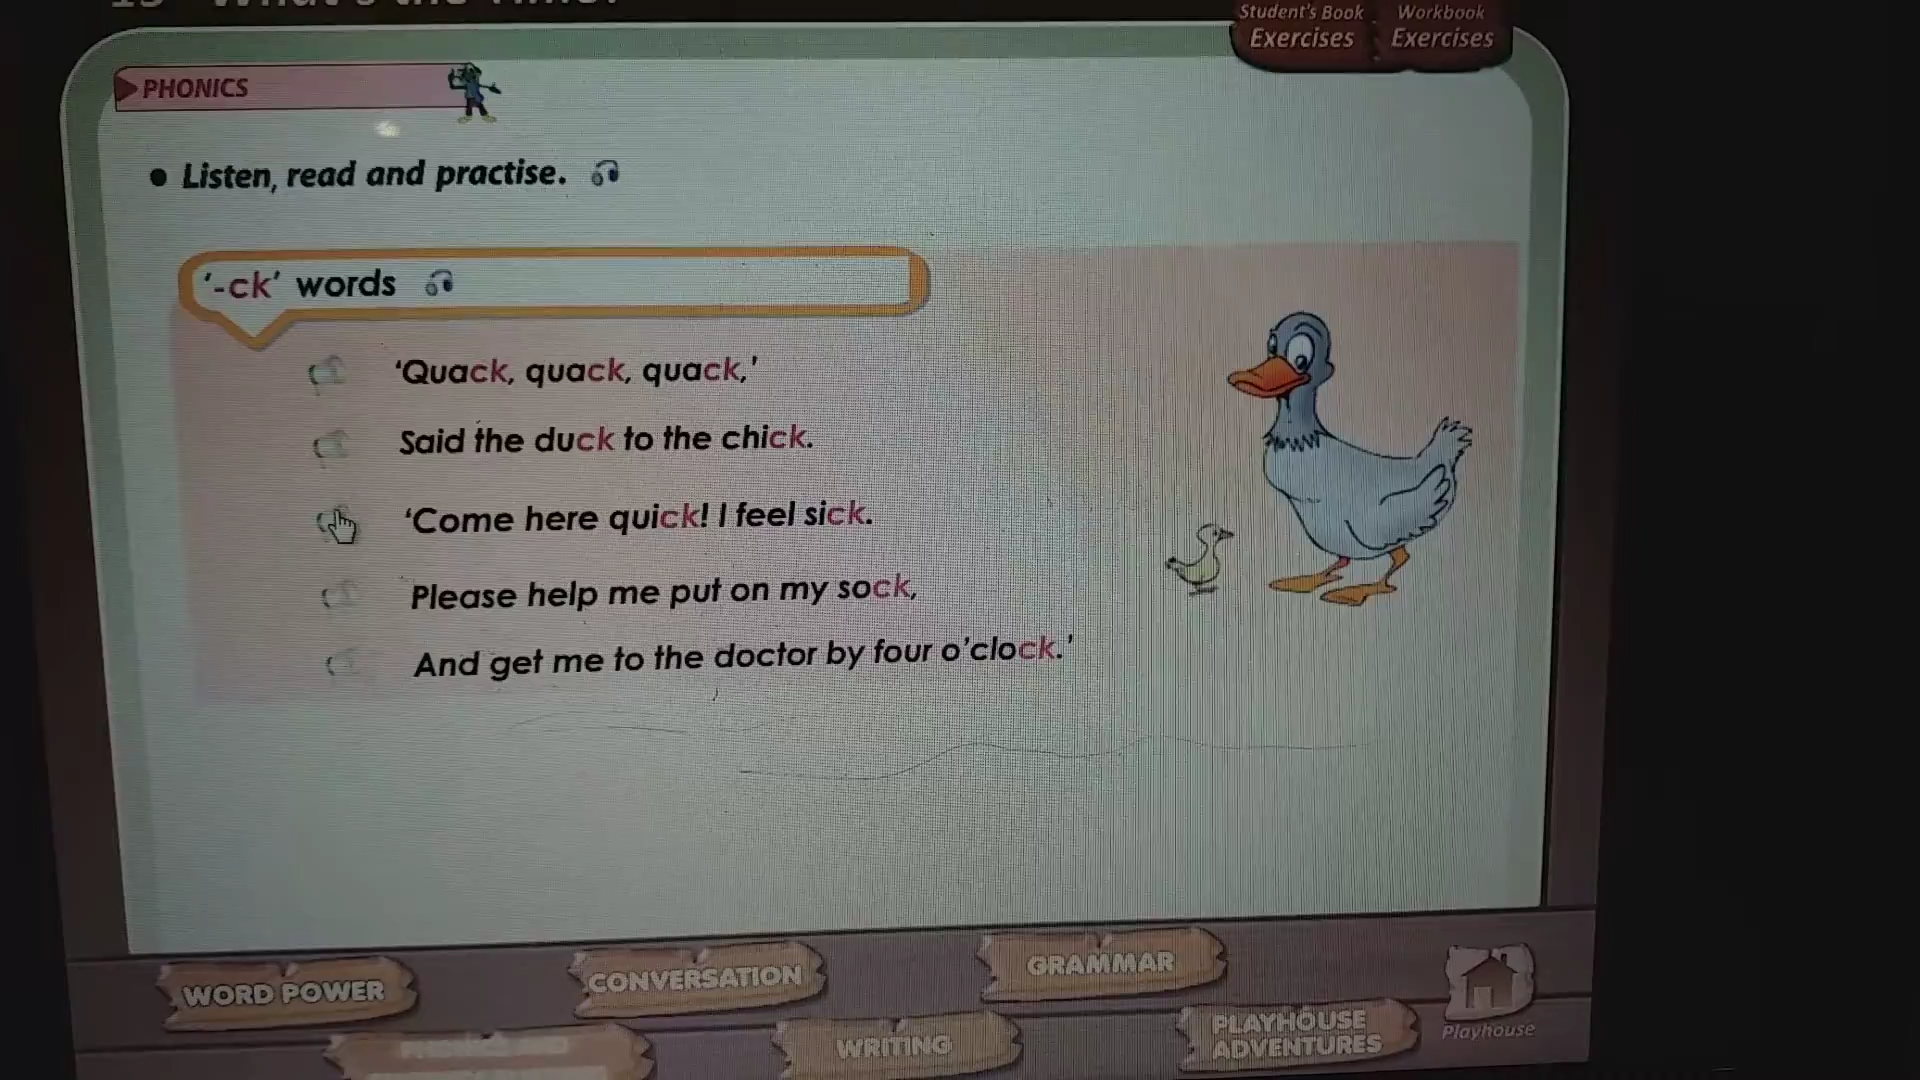 Student's Book
Exercises
Workbook
Exercises
PHONICS
• Listen, read and practise.
'-ck' words
'Quack, quack, quack,'
Said the duck to the chick.
'Come here quick! I feel sick.
Please help me put on my sock,
And get me to the doctor by four o'clock.'
WORD POWER
CONVERSATION
GRAMMAR
WRITING
PLAYHOUSE
ADVENTURES
Playhouse